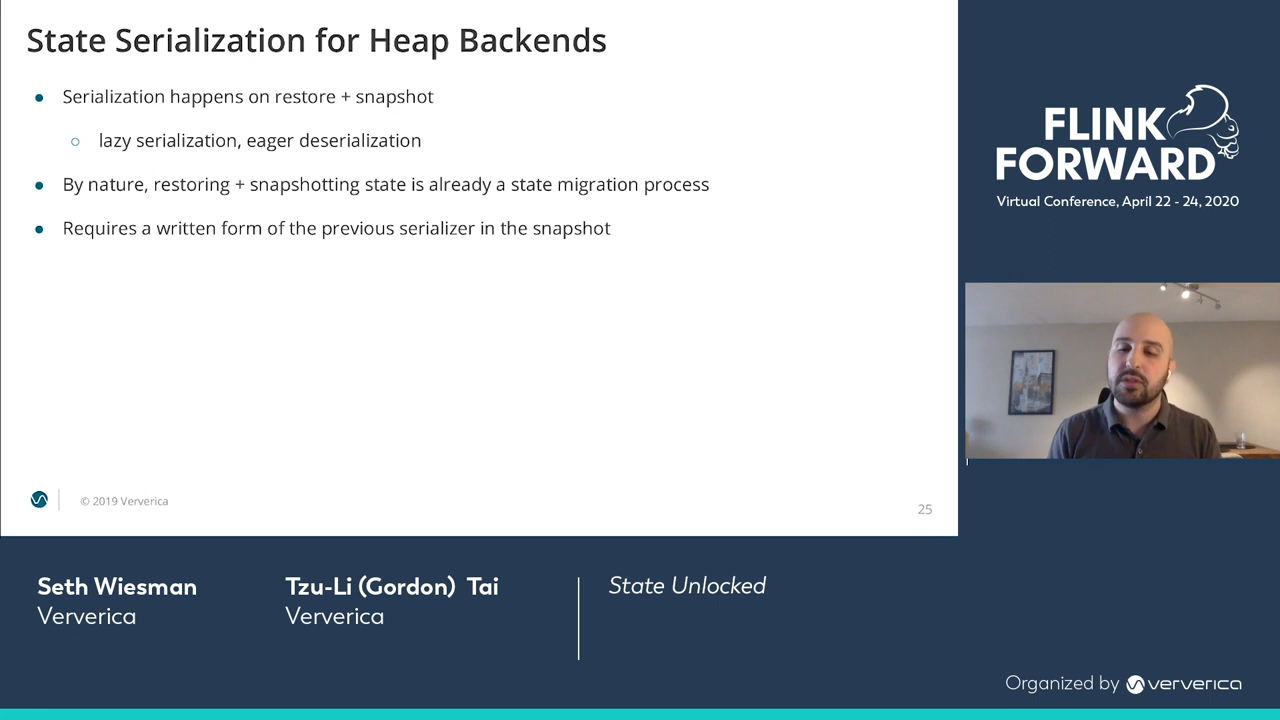 State Serialization for Heap Backends
Serialization happens on restore + snapshot
lazy serialization, eager deserialization
By nature, restoring + snapshotting state is already a state migration process
Requires a written form of the previous serializer in the snapshot
© 2019 Ververica
25
FLINK
FORWARD
Virtual Conference, April 22 - 24, 2020
Seth Wiesman
Ververica
Tzu-Li (Gordon) Tai
Ververica
State Unlocked
Organized by ververica